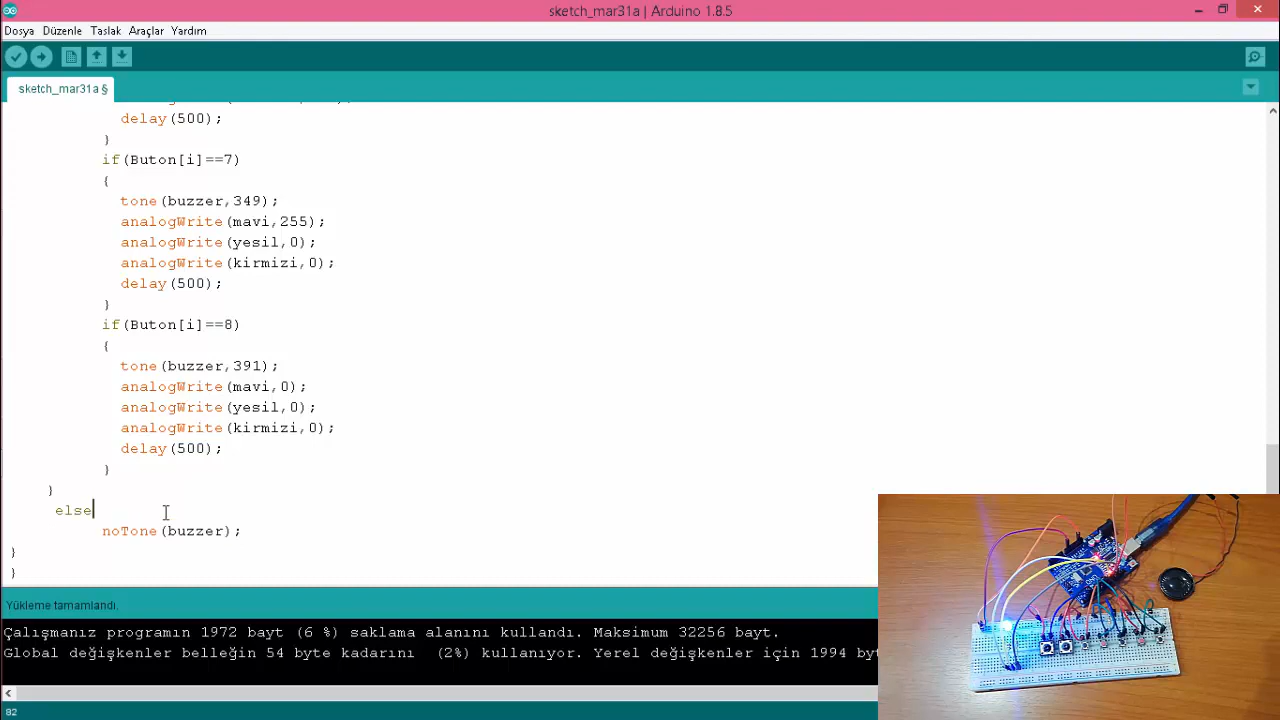 sketch_mar31a | Arduino 1.8.5
Dosya Düzenle Taslak Araçlar Yardım
sketch_mar31a §
delay(500);
}
if(Buton[i]==7)
{
tone(buzzer,349);
analogWrite(mavi,255);
analogWrite(yesil,0);
analogWrite(kirmizi,0);
delay(500);
}
if(Buton[i]==8)
{
tone(buzzer,391);
analogWrite(mavi,0);
analogWrite(yesil,0);
analogWrite(kirmizi,0);
delay(500);
}
}
else
noTone(buzzer);
}
}
Yükleme tamamlandı.
Çalışmanız programın 1972 bayt (6 %) saklama alanını kullandı. Maksimum 32256 bayt.
Global değişkenler belleğin 54 byte kadarını (2%) kullanıyor. Yerel değişkenler için 1994 byt
82